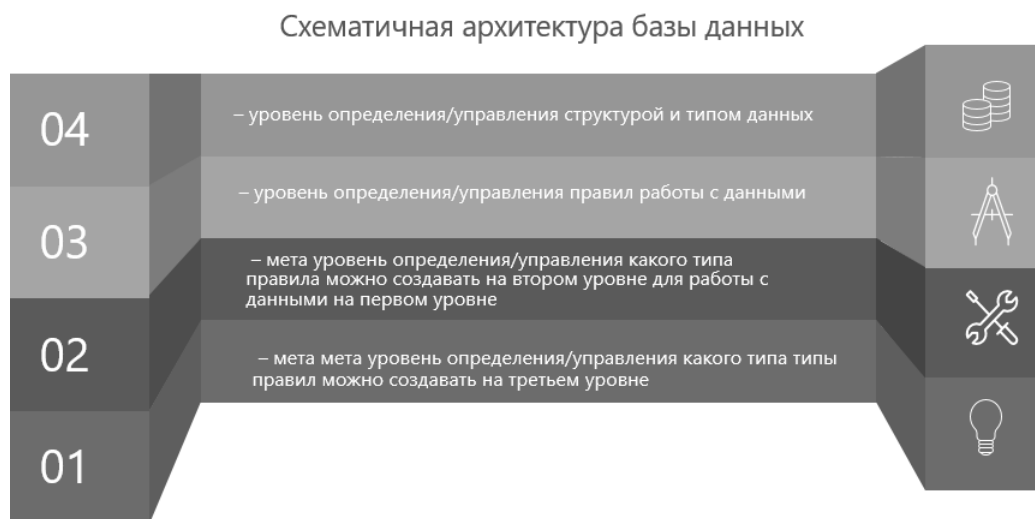 Схематичная архитектура базы данных
04
– уровень определения/управления структурой и типом данных
03
– уровень определения/управления правил работы с данными
02
– мета уровень определения/управления какого типа
правила можно создавать на втором уровне для работы с
данными на первом уровне
01
– мета мета уровень определения/управления какого типа типы
правил можно создавать на третьем уровне